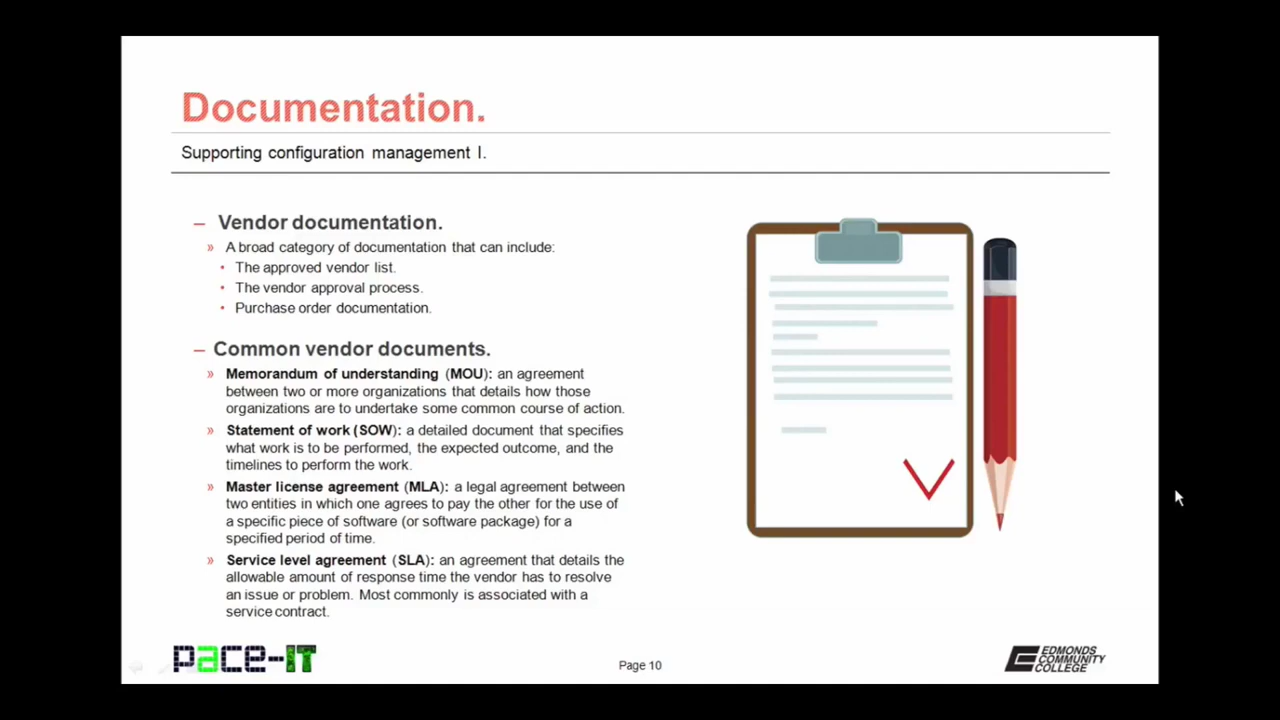 Documentation.
Supporting configuration management I.
– Vendor documentation.
» A broad category of documentation that can include:
• The approved vendor list.
• The vendor approval process.
• Purchase order documentation.
– Common vendor documents.
» Memorandum of understanding (MOU): an agreement
between two or more organizations that details how those
organizations are to undertake some common course of action.
» Statement of work (SOW): a detailed document that specifies
what work is to be performed, the expected outcome, and the
timelines to perform the work.
» Master license agreement (MLA): a legal agreement between
two entities in which one agrees to pay the other for the use of
a specific piece of software (or software package) for a
specified period of time.
» Service level agreement (SLA): an agreement that details the
allowable amount of response time the vendor has to resolve
an issue or problem. Most commonly is associated with a
service contract.
pace-IT
Page 10
EDMONDS
COMMUNITY
COLLEGE